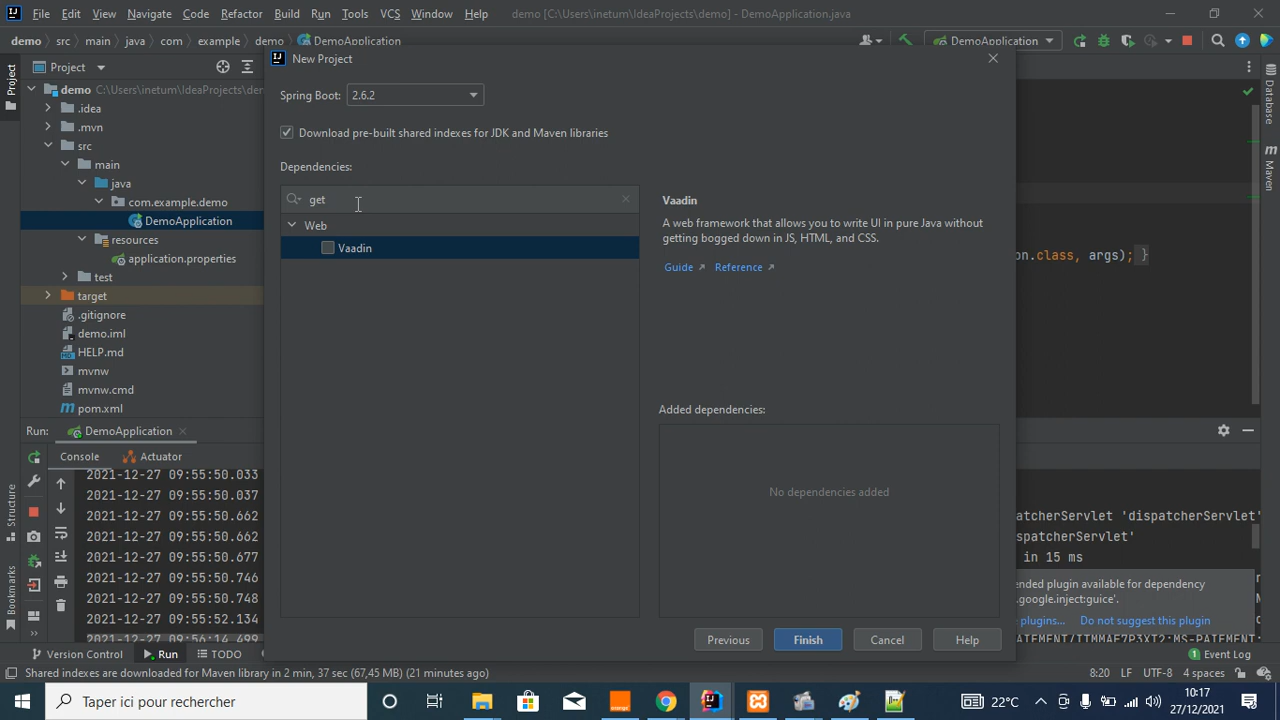 File Edit View Navigate Code Refactor Build Run Tools VCS Window Help demo [C:\Users\inetum\IdeaProjects\demo] - DemoApplication.java
demo src main java com example demo DemoApplication DemoApplication
New Project
Project
Project
demo C:\Users\inetum\IdeaProjects\der
.idea
.mvn
src
main
java
com.example.demo
DemoApplication
resources
application.properties
test
target
.gitignore
demo.iml
HELP.md
mvnw
mvnw.cmd
pom.xml
Spring Boot: 2.6.2
Download pre-built shared indexes for JDK and Maven libraries
Dependencies:
get
Web
Vaadin
Vaadin
A web framework that allows you to write UI in pure Java without
getting bogged down in JS, HTML, and CSS.
Guide Reference
Added dependencies:
No dependencies added
Previous Finish Cancel Help
on.class, args); }
Database
Maven
Run: DemoApplication
Console Actuator
2021-12-27 09:55:50.033
2021-12-27 09:55:50.037
2021-12-27 09:55:50.662
2021-12-27 09:55:50.662
2021-12-27 09:55:50.677
2021-12-27 09:55:50.746
2021-12-27 09:55:50.748
2021-12-27 09:55:52.134
2021-12-27 09:56:14.499
atcherServlet 'dispatcherServlet'
spatcherServlet'
in 15 ms
ended plugin available for dependency
.google.inject:guice'.
plugins... Do not suggest this plugin
Structure
Bookmarks
Version Control Run TODO 1 Event Log
Shared indexes are downloaded for Maven library in 2 min, 37 sec (67,45 MB) (21 minutes ago) 8:20 LF UTF-8 4 spaces
Taper ici pour rechercher 22°C 10:17
27/12/2021